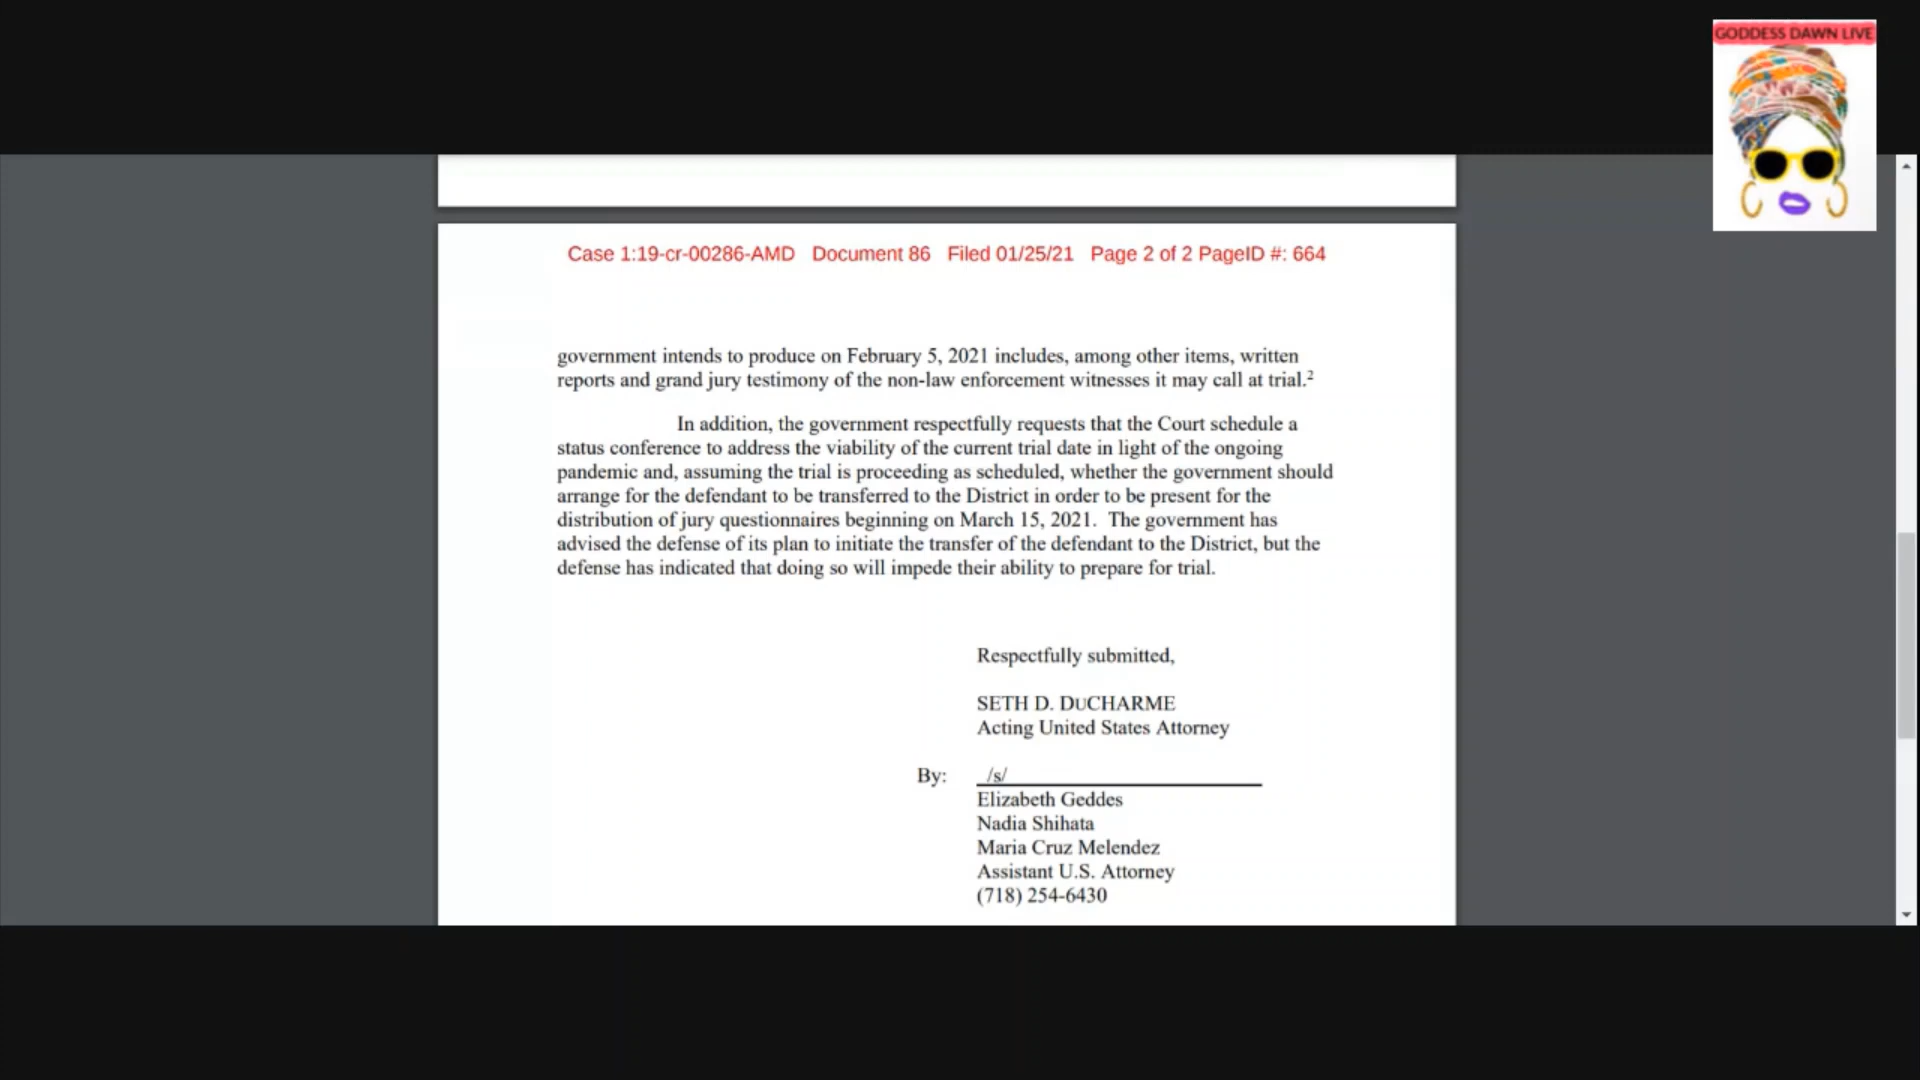 GODDESS DAWN LIVE
Case 1:19-cr-00286-AMD Document 86 Filed 01/25/21 Page 2 of 2 PageID #: 664
government intends to produce on February 5, 2021 includes, among other items, written
reports and grand jury testimony of the non-law enforcement witnesses it may call at trial.²
In addition, the government respectfully requests that the Court schedule a
status conference to address the viability of the current trial date in light of the ongoing
pandemic and, assuming the trial is proceeding as scheduled, whether the government should
arrange for the defendant to be transferred to the District in order to be present for the
distribution of jury questionnaires beginning on March 15, 2021. The government has
advised the defense of its plan to initiate the transfer of the defendant to the District, but the
defense has indicated that doing so will impede their ability to prepare for trial.
Respectfully submitted,
SETH D. DUCHARME
Acting United States Attorney
By: /s/
Elizabeth Geddes
Nadia Shihata
Maria Cruz Melendez
Assistant U.S. Attorney
(718) 254-6430